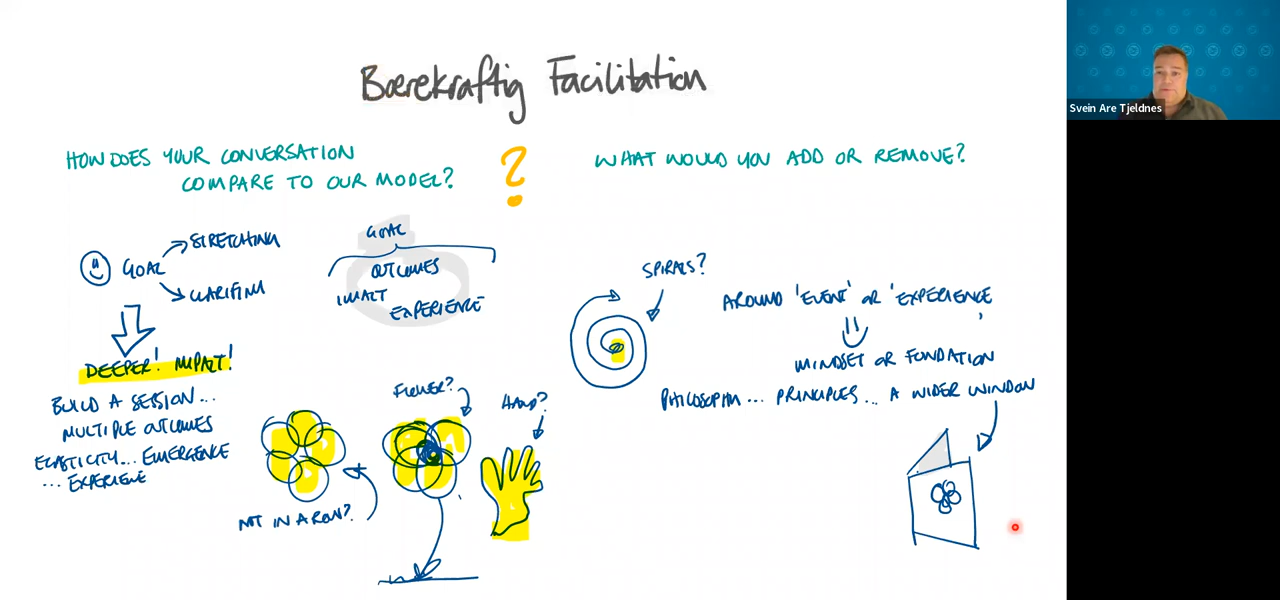 Bærekraftig Facilitation
HOW DOES YOUR CONVERSATION
COMPARE TO OUR MODEL?
?
WHAT WOULD YOU ADD OR REMOVE?
GOAL
STRETCHING
CLARIFING
DEEPER! IMPACT!
BUILD A SESSION...
MULTIPLE OUTCOMES
ELASTICITY... EMERGENCE
... EXPERIENCE
GOAL
OUTCOMES
IMPACT
EXPERIENCE
NOT IN A ROW?
FLOWER?
HAND?
SPIRALS?
AROUND 'EVENT' OR 'EXPERIENCE'
MINDSET OR FONDATION
PHILOSOPHY... PRINCIPLES... A WIDER WINDOW
Svein Are Tjeldnes